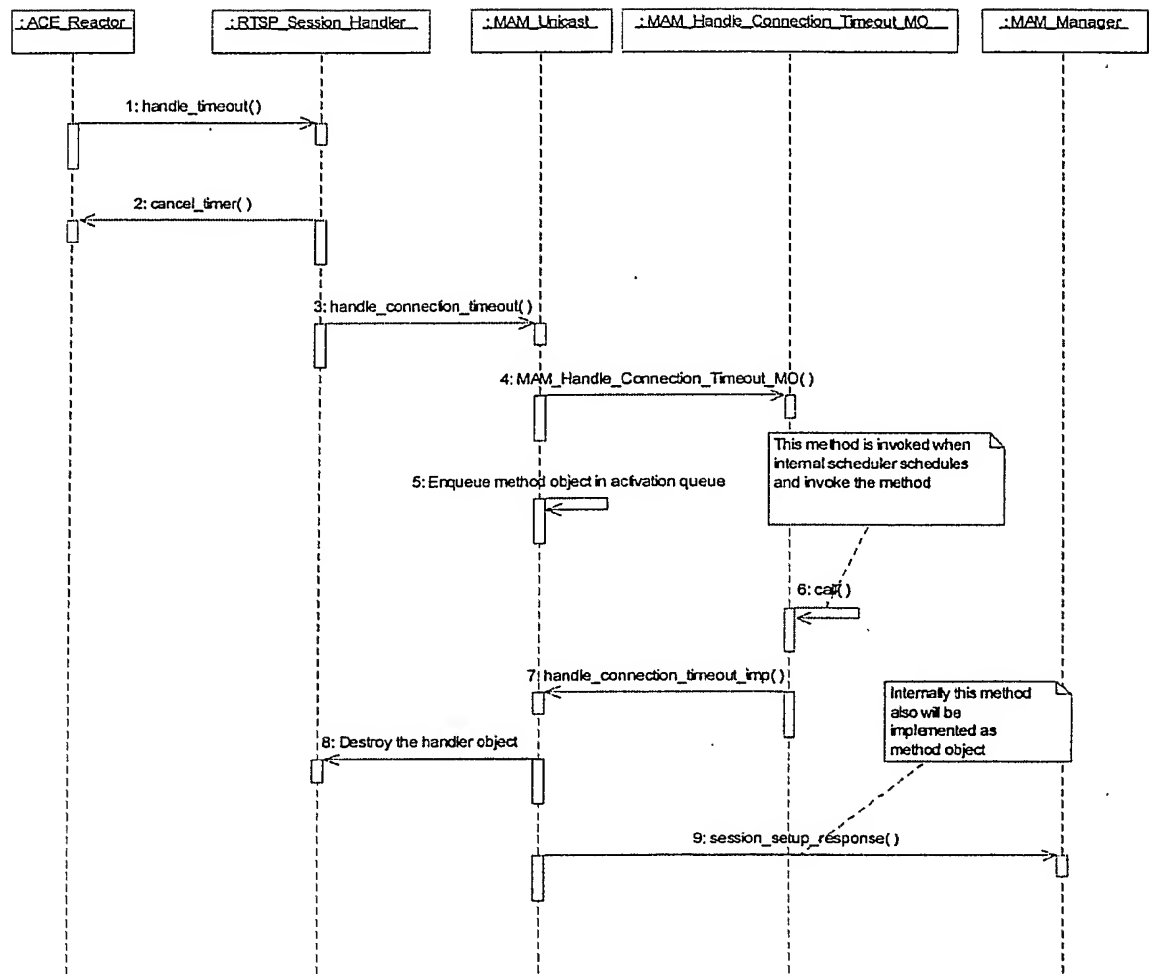 : ACE_Reactor
: RTSP_Session_Handler
: MAM_Unicast
: MAM_Handle_Connection_Timeout_MO
: MAM_Manager
1: handle_timeout( )
2: cancel_timer( )
3: handle_connection_timeout( )
4: MAM_Handle_Connection_Timeout_MO( )
This method is invoked when
internal scheduler schedules
and invoke the method
5: Enqueue method object in activation queue
6: call( )
7: handle_connection_timeout_imp( )
Internally this method
also will be
implemented as
method object
8: Destroy the handler object
9: session_setup_response( )